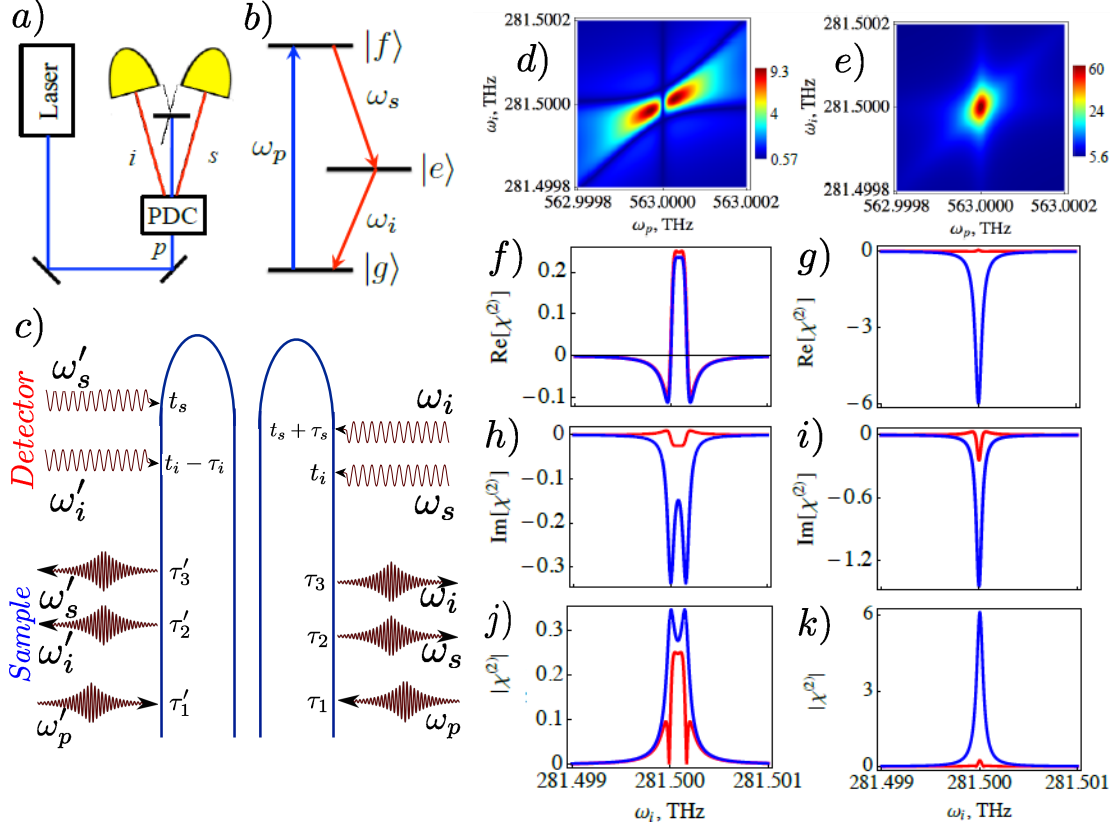 a)
Laser
i
s
PDC
p
b)
|f⟩
ω_s
ω_p
|e⟩
ω_i
|g⟩
c)
Detector
Sample
ω'_s
t_s
t_i − τ_i
ω'_i
ω_i
t_s + τ_s
t_i
ω_s
τ'_3
ω'_s
τ'_2
ω'_i
τ'_1
ω'_p
τ_3
ω_i
τ_2
ω_s
τ_1
ω_p
d)
281.5002
281.5000
281.4998
ω_i, THz
562.9998
563.0000
563.0002
ω_p, THz
9.3
4
0.57
e)
281.5002
281.5000
281.4998
ω_i, THz
562.9998
563.0000
563.0002
ω_p, THz
60
24
5.6
f)
Re[χ^(2)]
0.2
0.1
0
−0.1
g)
Re[χ^(2)]
0
−3
−6
h)
Im[χ^(2)]
0
−0.1
−0.2
−0.3
i)
Im[χ^(2)]
0
−0.6
−1.2
j)
|χ^(2)|
0.3
0.2
0.1
0
281.499
281.500
281.501
ω_i, THz
k)
|χ^(2)|
6
3
0
281.499
281.500
281.501
ω_i, THz